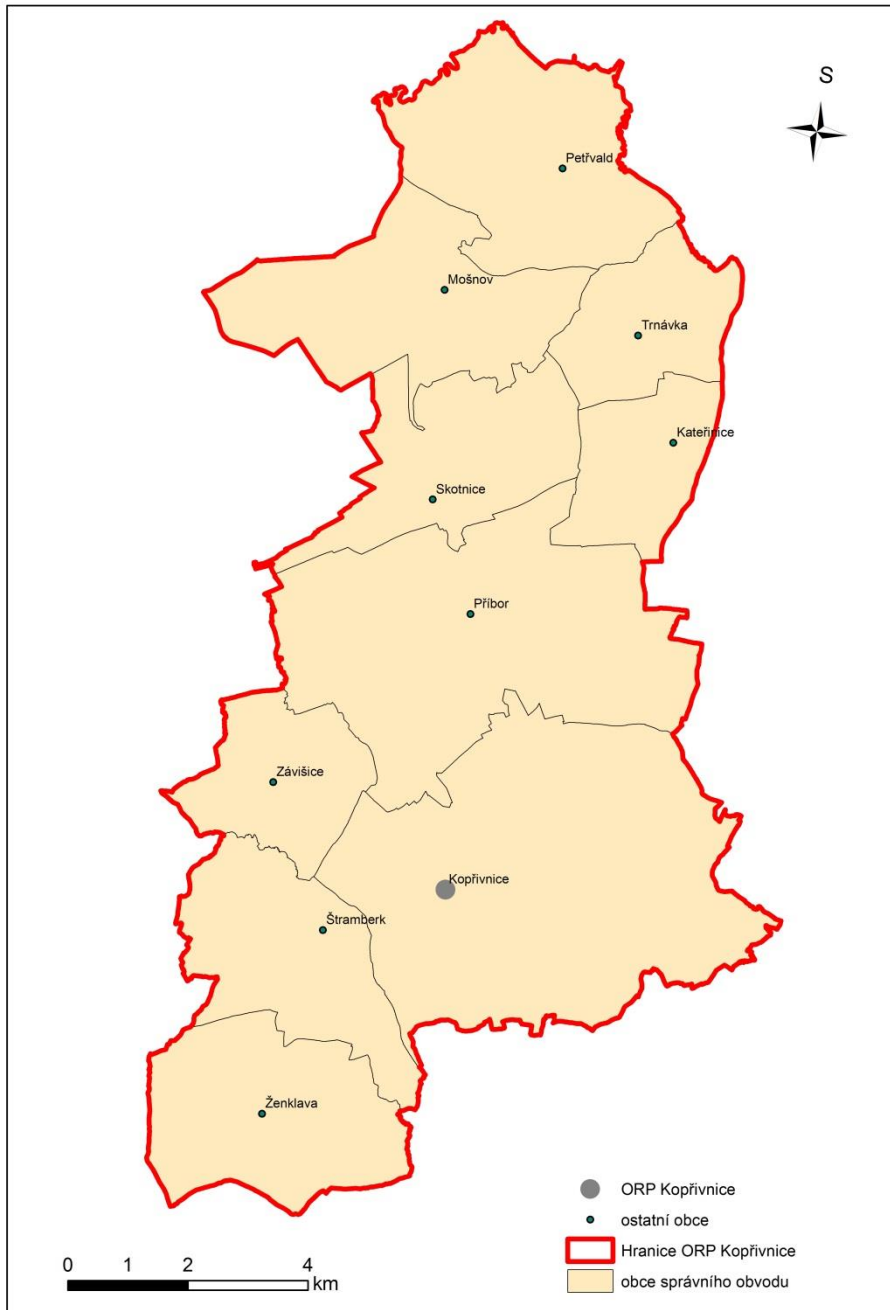 S
Petřvald
Mošnov
Trnávka
Kateřinice
Skotnice
Příbor
Závišice
Kopřivnice
Štramberk
Ženklava
ORP Kopřivnice
ostatní obce
Hranice ORP Kopřivnice
obce správního obvodu
0 1 2 4
km